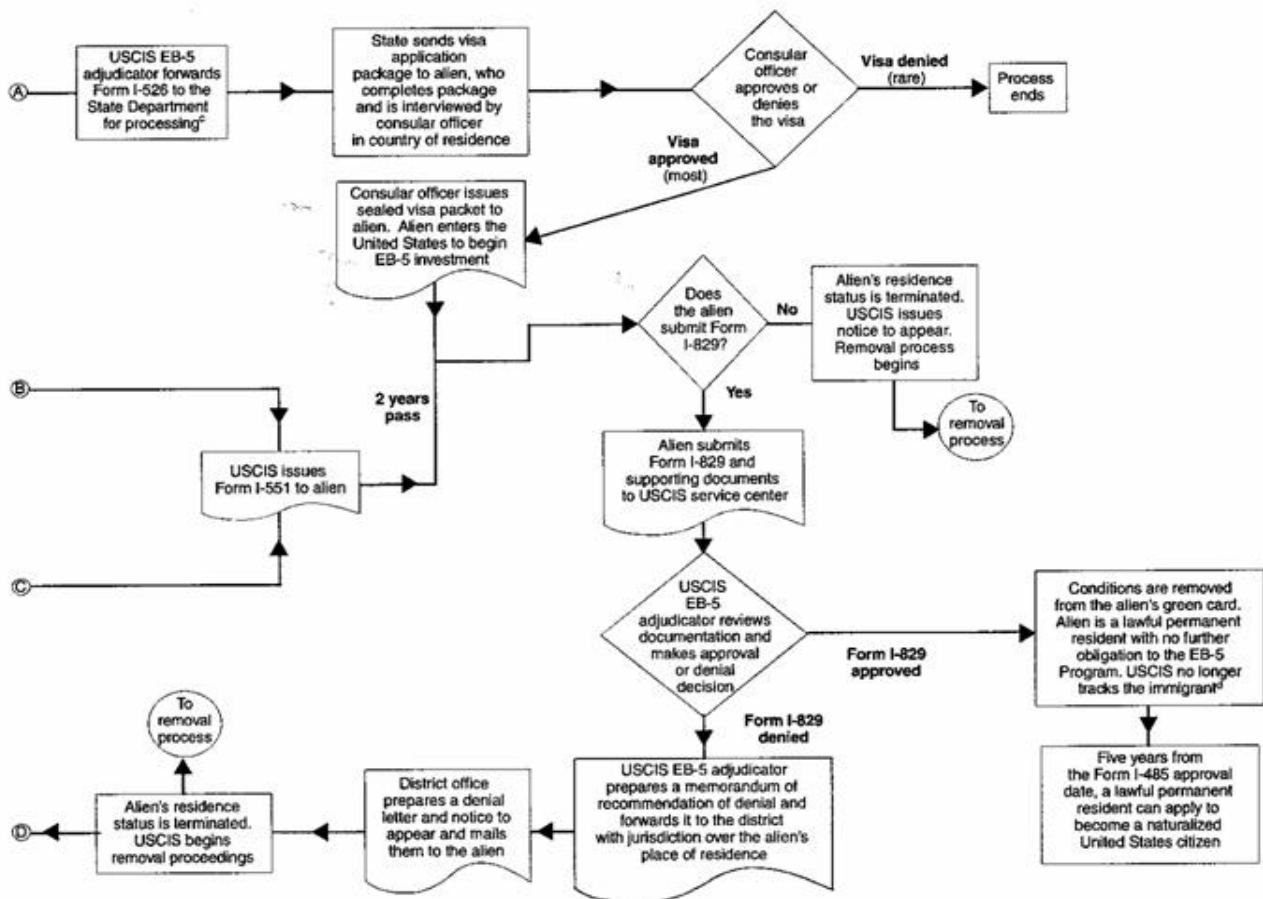 A
USCIS EB-5
adjudicator forwards
Form I-526 to the
State Department
for processingc
State sends visa
application
package to alien, who
completes package
and is interviewed by
consular officer
in country of residence
Consular
officer
approves or
denies
the visa
Visa denied
(rare)
Process
ends
Visa
approved
(most)
Consular officer issues
sealed visa packet to
alien. Alien enters the
United States to begin
EB-5 investment
Does
the alien
submit Form
I-829?
No
Alien's residence
status is terminated.
USCIS issues
notice to appear.
Removal process
begins
To
removal
process
B
2 years
pass
Yes
USCIS issues
Form I-551 to alien
Alien submits
Form I-829 and
supporting documents
to USCIS service center
C
USCIS
EB-5
adjudicator reviews
documentation and
makes approval
or denial
decision
Form I-829
approved
Conditions are removed
from the alien's green card.
Alien is a lawful permanent
resident with no further
obligation to the EB-5
Program. USCIS no longer
tracks the immigrantd
Form I-829
denied
Five years from
the Form I-485 approval
date, a lawful permanent
resident can apply to
become a naturalized
United States citizen
USCIS EB-5 adjudicator
prepares a memorandum of
recommendation of denial and
forwards it to the district
with jurisdiction over the alien's
place of residence
District office
prepares a denial
letter and notice to
appear and mails
them to the alien
To
removal
process
Alien's residence
status is terminated.
USCIS begins
removal proceedings
D